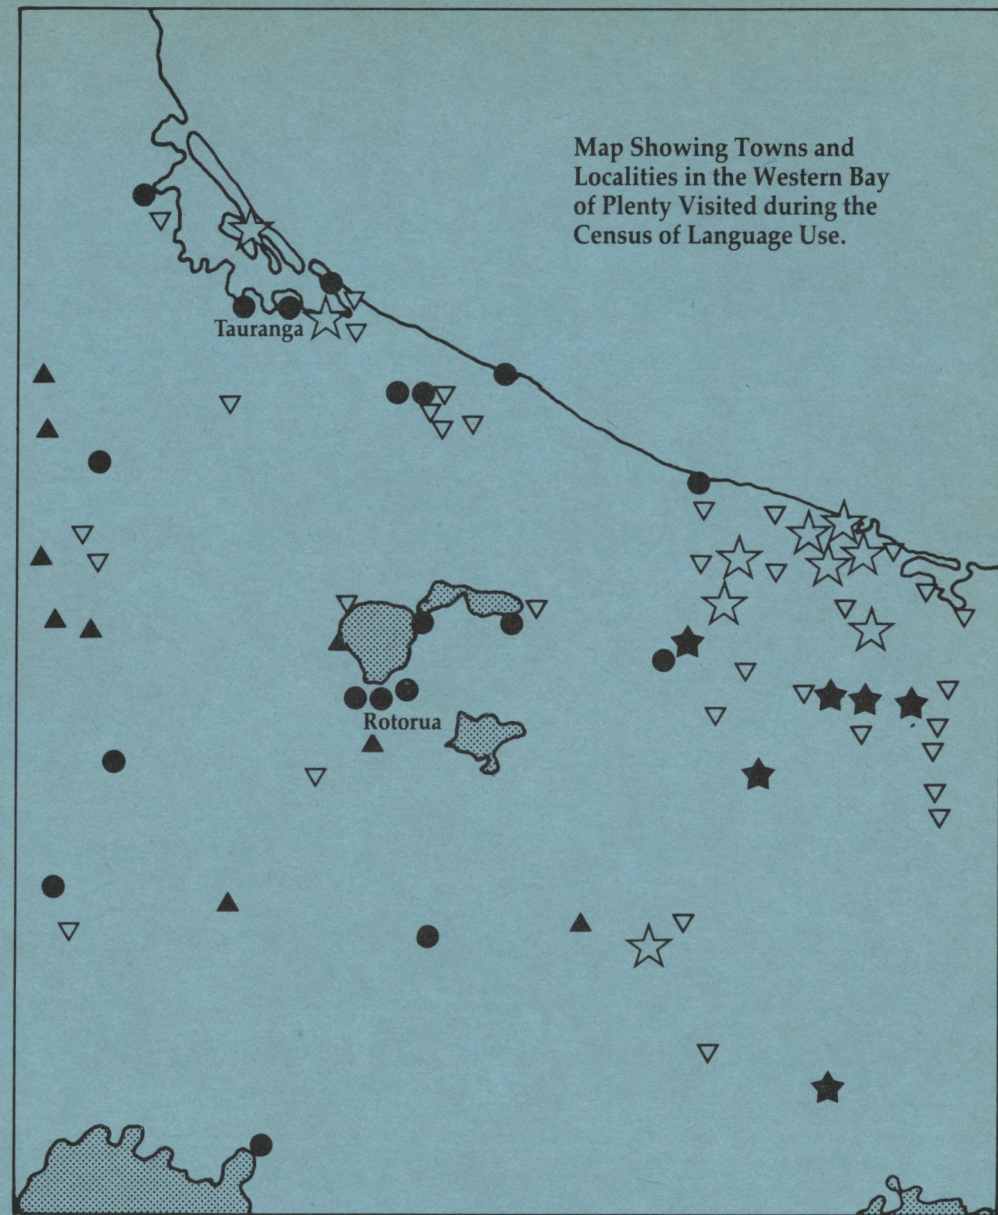 Map Showing Towns and
Localities in the Western Bay
of Plenty Visited during the
Census of Language Use.
Tauranga
Rotorua